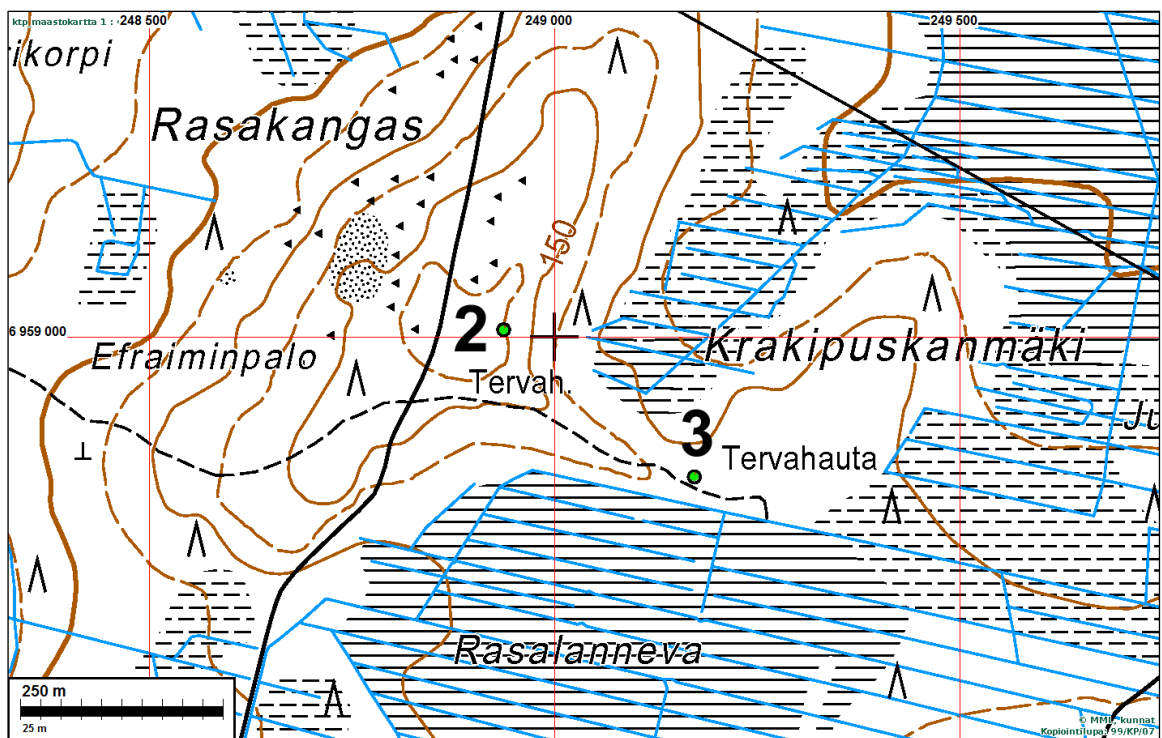 ktp maastokartta 1 :
248 500
249 000
249 500
rikorpi
Rasakangas
150
6 959 000
2
Efraiminpalo
Krakipuskanmäki
Tervah.
Ju
3
Tervahauta
Rasalanneva
250 m
25 m
© MML, kunnat
Kopiointilupa: 99/KP/07